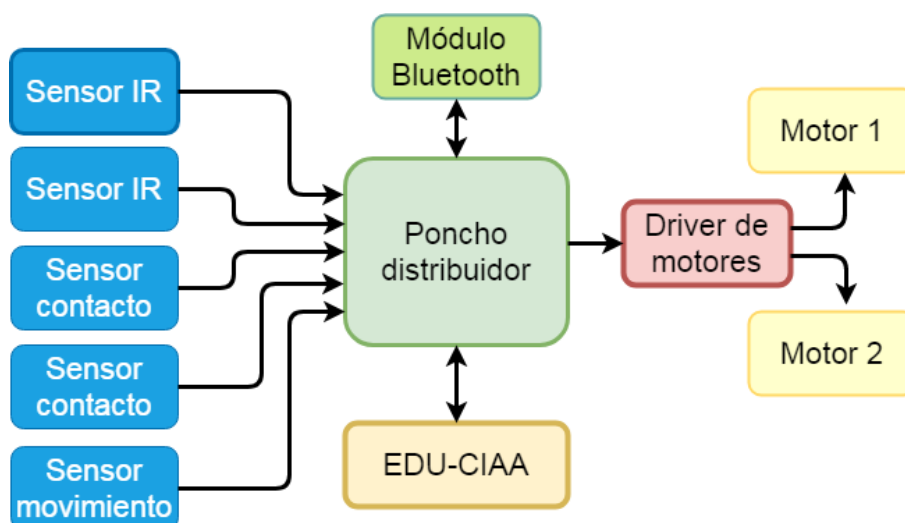 Sensor IR
Sensor IR
Sensor
contacto
Sensor
contacto
Sensor
movimiento
Módulo
Bluetooth
Poncho
distribuidor
EDU-CIAA
Driver de
motores
Motor 1
Motor 2